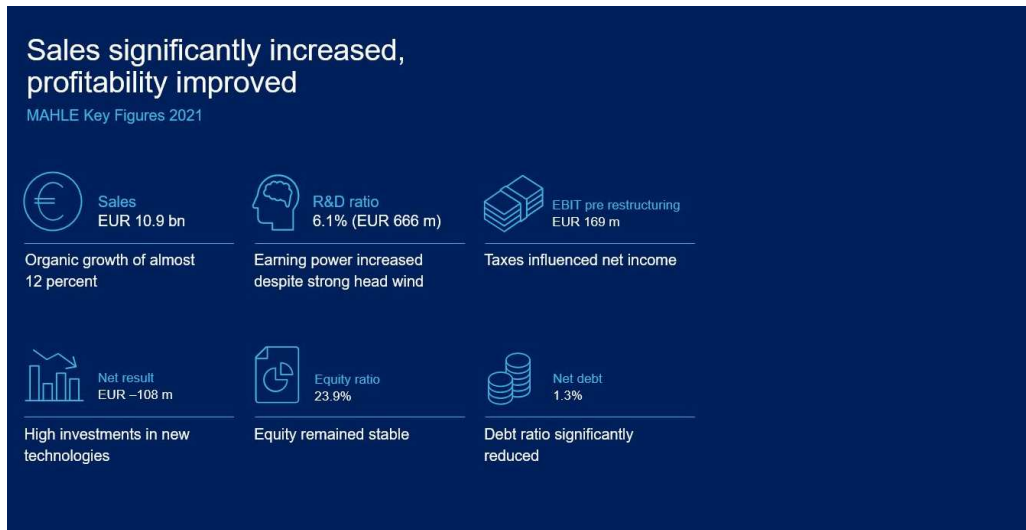 Sales significantly increased,
profitability improved
MAHLE Key Figures 2021
Sales
EUR 10.9 bn
Organic growth of almost
12 percent
R&D ratio
6.1% (EUR 666 m)
Earning power increased
despite strong head wind
EBIT pre restructuring
EUR 169 m
Taxes influenced net income
Net result
EUR –108 m
High investments in new
technologies
Equity ratio
23.9%
Equity remained stable
Net debt
1.3%
Debt ratio significantly
reduced